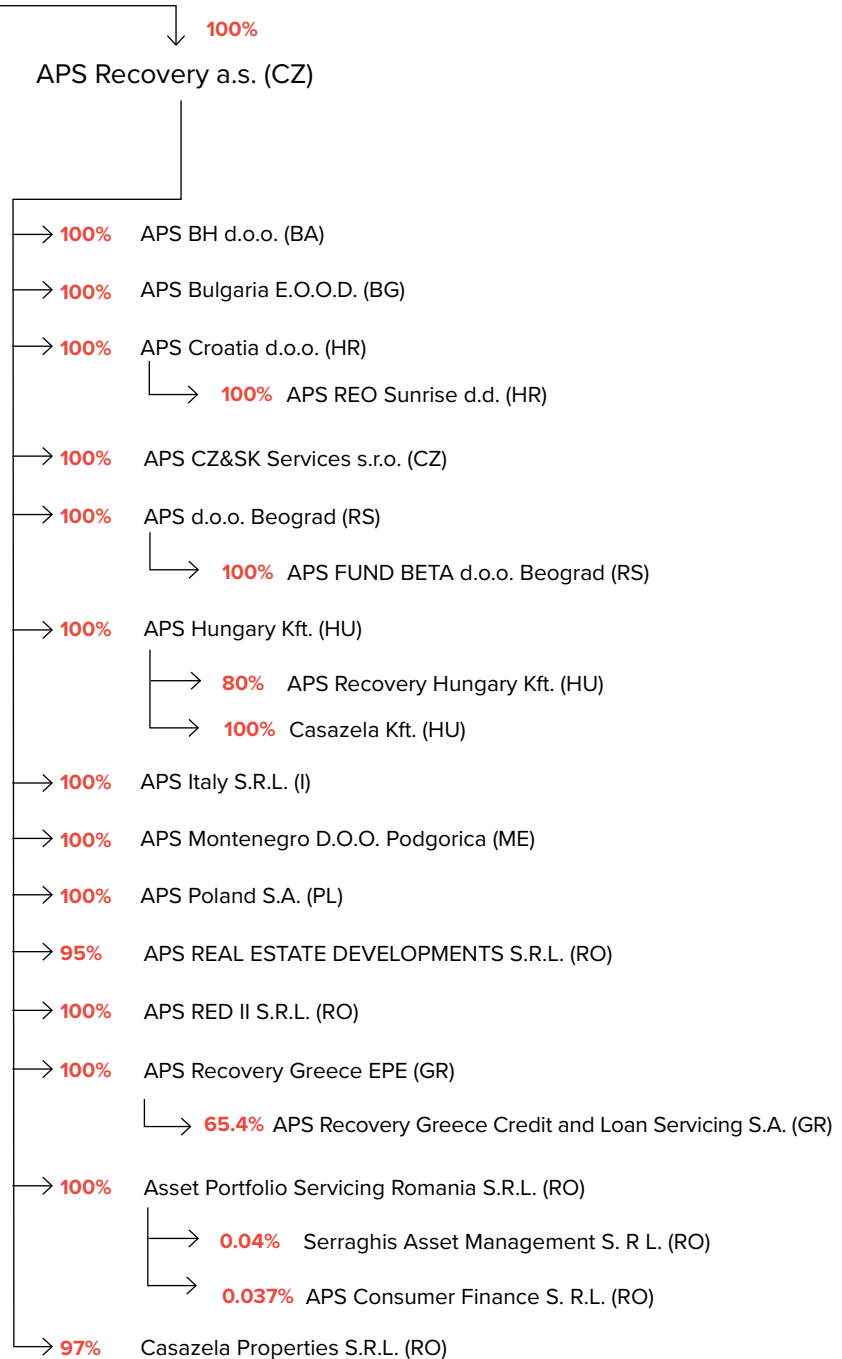 100%
APS Recovery a.s. (CZ)
100% APS BH d.o.o. (BA)
100% APS Bulgaria E.O.O.D. (BG)
100% APS Croatia d.o.o. (HR)
100% APS REO Sunrise d.d. (HR)
100% APS CZ&SK Services s.r.o. (CZ)
100% APS d.o.o. Beograd (RS)
100% APS FUND BETA d.o.o. Beograd (RS)
100% APS Hungary Kft. (HU)
80% APS Recovery Hungary Kft. (HU)
100% Casazela Kft. (HU)
100% APS Italy S.R.L. (I)
100% APS Montenegro D.O.O. Podgorica (ME)
100% APS Poland S.A. (PL)
95% APS REAL ESTATE DEVELOPMENTS S.R.L. (RO)
100% APS RED II S.R.L. (RO)
100% APS Recovery Greece EPE (GR)
65.4% APS Recovery Greece Credit and Loan Servicing S.A. (GR)
100% Asset Portfolio Servicing Romania S.R.L. (RO)
0.04% Serraghis Asset Management S. R L. (RO)
0.037% APS Consumer Finance S. R.L. (RO)
97% Casazela Properties S.R.L. (RO)